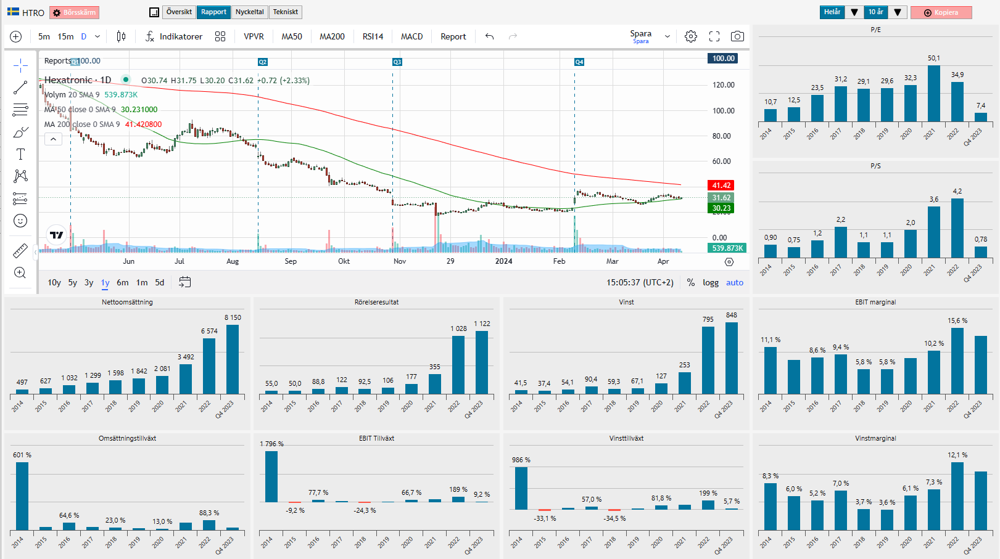 HTRO
Börsskärm
Översikt
Rapport
Nyckeltal
Tekniskt
Helår
▼
10 år
▼
Kopiera
5m
15m
D
Indikatorer
VPVR
MA50
MA200
RSI14
MACD
Report
Spara
Spara
Reports 100.00
Q1
Q2
Q3
Q4
Hexatronic · 1D
O30.74 H31.75 L30.20 C31.62 +0.72 (+2.33%)
Volym 20 SMA 9 539.873K
MA 50 close 0 SMA 9 30.231000
MA 200 close 0 SMA 9 41.420800
100.00
120.00
100.00
80.00
60.00
41.42
31.62
30.23
20.00
0.00
539.873K
Jun
Jul
Aug
Sep
Okt
Nov
29
2024
Feb
Mar
Apr
10y
5y
3y
1y
6m
1m
5d
15:05:37 (UTC+2)
%
logg
auto
P/E
10,7
12,5
23,5
31,2
29,1
29,6
32,3
50,1
34,9
7,4
2014
2015
2016
2017
2018
2019
2020
2021
2022
Q4 2023
P/S
0,90
0,75
1,2
2,2
1,1
1,1
2,0
3,6
4,2
0,78
2014
2015
2016
2017
2018
2019
2020
2021
2022
Q4 2023
Nettoomsättning
497
627
1 032
1 299
1 598
1 842
2 081
3 492
6 574
8 150
2014
2015
2016
2017
2018
2019
2020
2021
2022
Q4 2023
Rörelseresultat
55,0
50,0
88,8
122
92,5
106
177
355
1 028
1 122
2014
2015
2016
2017
2018
2019
2020
2021
2022
Q4 2023
Vinst
41,5
37,4
54,1
90,4
59,3
67,1
127
253
795
848
2014
2015
2016
2017
2018
2019
2020
2021
2022
Q4 2023
EBIT marginal
11,1 %
8,6 %
9,4 %
5,8 %
5,8 %
10,2 %
15,6 %
2014
2015
2016
2017
2018
2019
2020
2021
2022
Q4 2023
Omsättningstillväxt
601 %
64,6 %
23,0 %
13,0 %
88,3 %
2014
2015
2016
2017
2018
2019
2020
2021
2022
Q4 2023
EBIT Tillväxt
1 796 %
-9,2 %
77,7 %
-24,3 %
66,7 %
189 %
9,2 %
2014
2015
2016
2017
2018
2019
2020
2021
2022
Q4 2023
Vinsttillväxt
986 %
-33,1 %
57,0 %
-34,5 %
81,8 %
199 %
5,7 %
2014
2015
2016
2017
2018
2019
2020
2021
2022
Q4 2023
Vinstmarginal
8,3 %
6,0 %
5,2 %
7,0 %
3,7 %
3,6 %
6,1 %
7,3 %
12,1 %
2014
2015
2016
2017
2018
2019
2020
2021
2022
Q4 2023